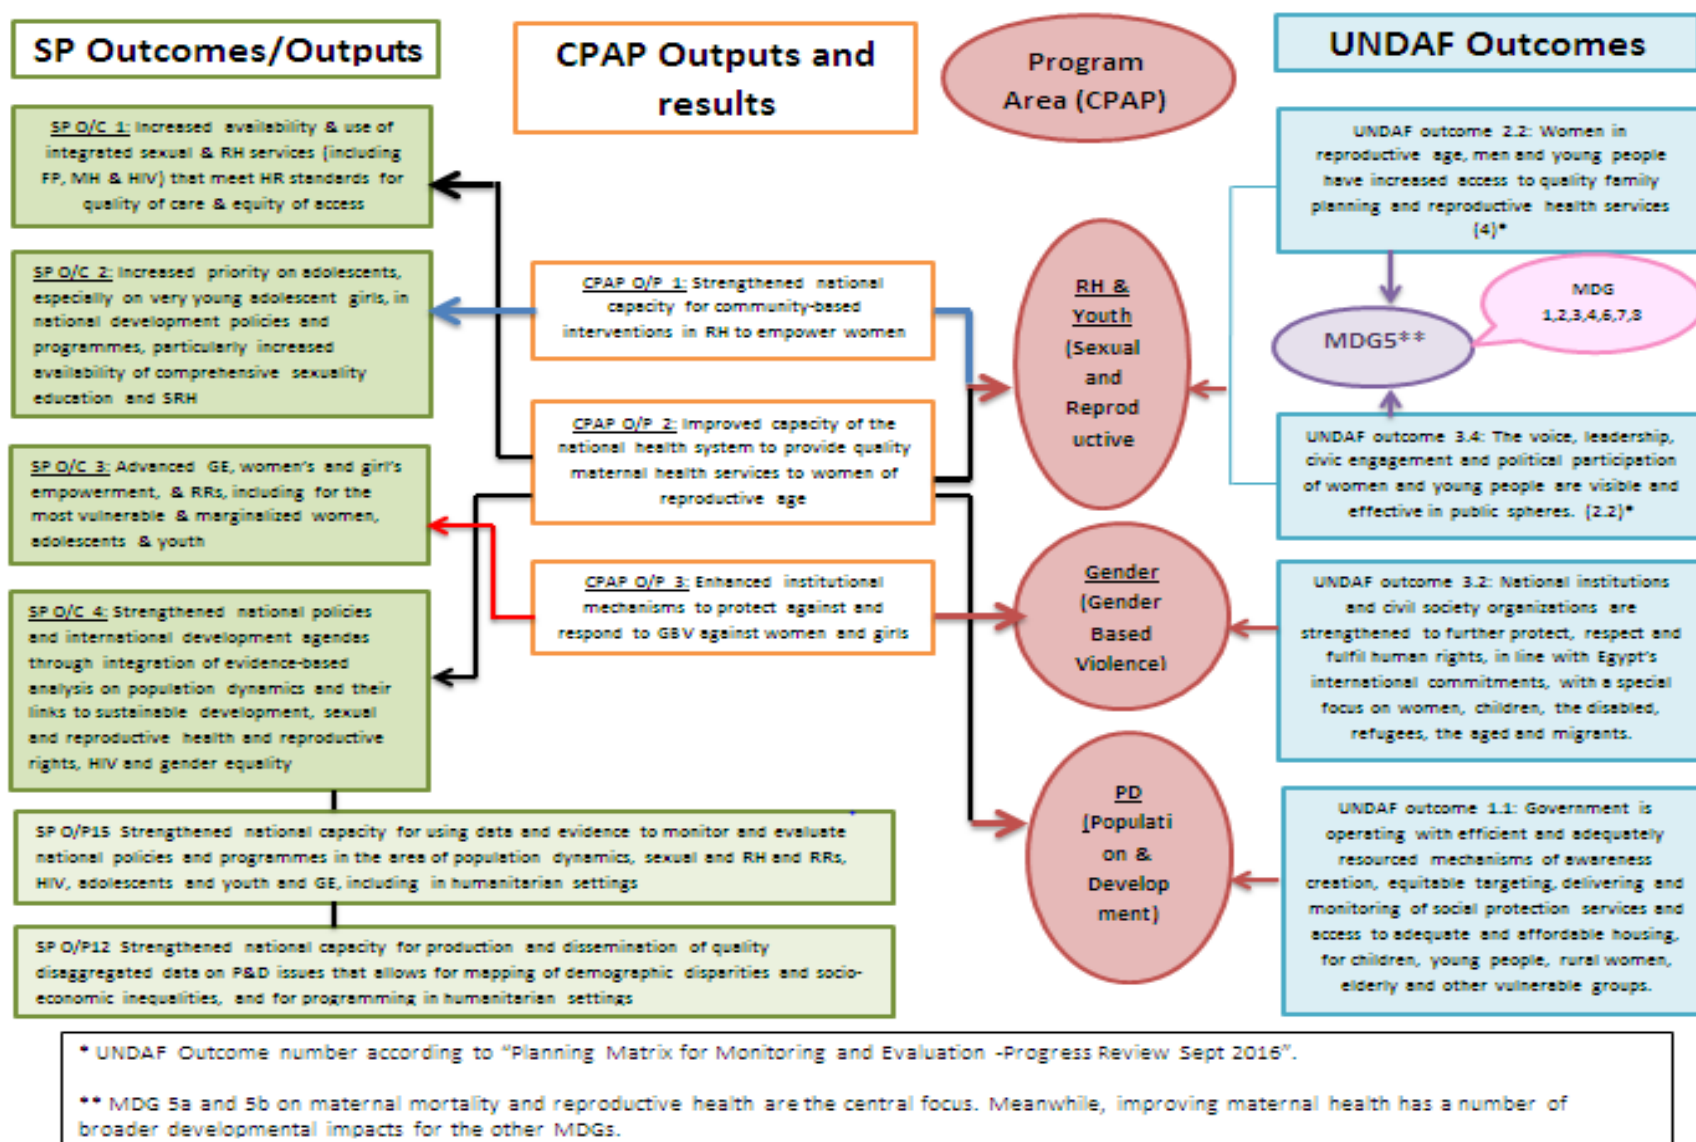 SP Outcomes/Outputs
SP O/C 1: Increased availability & use of
integrated sexual & RH services (including
FP, MH & HIV) that meet HR standards for
quality of care & equity of access
SP O/C 2: Increased priority on adolescents,
especially on very young adolescent girls, in
national development policies and
programmes, particularly increased
availability of comprehensive sexuality
education and SRH
SP O/C 3: Advanced GE, women's and girl's
empowerment, & RRs, including for the
most vulnerable & marginalized women,
adolescents & youth
SP O/C 4: Strengthened national policies
and international development agendas
through integration of evidence-based
analysis on population dynamics and their
links to sustainable development, sexual
and reproductive health and reproductive
rights, HIV and gender equality
SP O/P15 Strengthened national capacity for using data and evidence to monitor and evaluate
national policies and programmes in the area of population dynamics, sexual and RH and RRs,
HIV, adolescents and youth and GE, including in humanitarian settings
SP O/P12 Strengthened national capacity for production and dissemination of quality
disaggregated data on P&D issues that allows for mapping of demographic disparities and socio-
economic inequalities, and for programming in humanitarian settings
CPAP Outputs and
results
CPAP O/P 1: Strengthened national
capacity for community-based
interventions in RH to empower women
CPAP O/P 2: Improved capacity of the
national health system to provide quality
maternal health services to women of
reproductive age
CPAP O/P 3: Enhanced institutional
mechanisms to protect against and
respond to GBV against women and girls
Program
Area (CPAP)
RH &
Youth
(Sexual
and
Reprod
uctive
Gender
(Gender
Based
Violence)
PD
(Populati
on &
Develop
ment)
UNDAF Outcomes
UNDAF outcome 2.2: Women in
reproductive age, men and young people
have increased access to quality family
planning and reproductive health services
(4)*
MDG
1,2,3,4,6,7,8
MDG5**
UNDAF outcome 3.4: The voice, leadership,
civic engagement and political participation
of women and young people are visible and
effective in public spheres. (2.2)*
UNDAF outcome 3.2: National institutions
and civil society organizations are
strengthened to further protect, respect and
fulfil human rights, in line with Egypt's
international commitments, with a special
focus on women, children, the disabled,
refugees, the aged and migrants.
UNDAF outcome 1.1: Government is
operating with efficient and adequately
resourced mechanisms of awareness
creation, equitable targeting, delivering and
monitoring of social protection services and
access to adequate and affordable housing,
for children, young people, rural women,
elderly and other vulnerable groups.
* UNDAF Outcome number according to "Planning Matrix for Monitoring and Evaluation -Progress Review Sept 2016".
** MDG 5a and 5b on maternal mortality and reproductive health are the central focus. Meanwhile, improving maternal health has a number of
broader developmental impacts for the other MDGs.